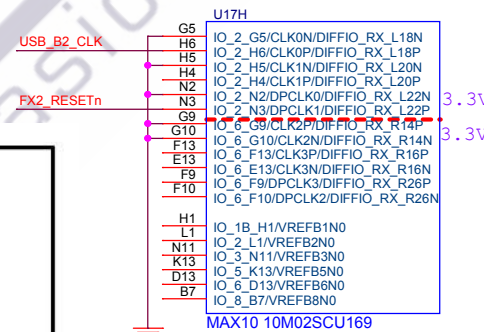 U17H
G5 IO_2_G5/CLK0N/DIFFIO_RX_L18N
USB_B2_CLK H6 IO_2_H6/CLK0P/DIFFIO_RX_L18P
H5 IO_2_H5/CLK1N/DIFFIO_RX_L20N
H4 IO_2_H4/CLK1P/DIFFIO_RX_L20P
N2 IO_2_N2/DPCLK0/DIFFIO_RX_L22N 3.3V
FX2_RESETn N3 IO_2_N3/DPCLK1/DIFFIO_RX_L22P
G9 IO_6_G9/CLK2P/DIFFIO_RX_R14P
G10 IO_6_G10/CLK2N/DIFFIO_RX_R14N 3.3V
F13 IO_6_F13/CLK3P/DIFFIO_RX_R16P
E13 IO_6_E13/CLK3N/DIFFIO_RX_R16N
F9 IO_6_F9/DPCLK3/DIFFIO_RX_R26P
F10 IO_6_F10/DPCLK2/DIFFIO_RX_R26N
H1 IO_1B_H1/VREFB1N0
L1 IO_2_L1/VREFB2N0
N11 IO_3_N11/VREFB3N0
K13 IO_5_K13/VREFB5N0
D13 IO_6_D13/VREFB6N0
B7 IO_8_B7/VREFB8N0
MAX10 10M02SCU169